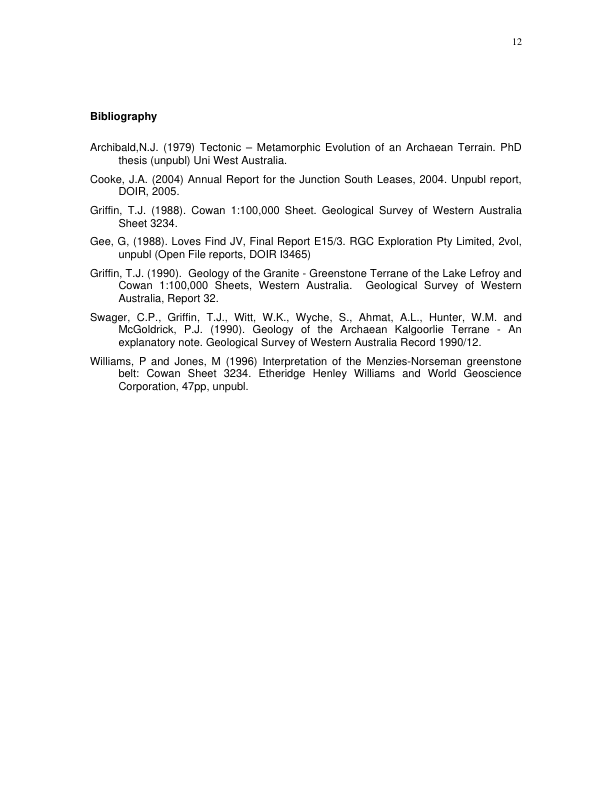 12
Bibliography
Archibald,N.J. (1979) Tectonic – Metamorphic Evolution of an Archaean Terrain. PhD
thesis (unpubl) Uni West Australia.
Cooke, J.A. (2004) Annual Report for the Junction South Leases, 2004. Unpubl report,
DOIR, 2005.
Griffin, T.J. (1988). Cowan 1:100,000 Sheet. Geological Survey of Western Australia
Sheet 3234.
Gee, G, (1988). Loves Find JV, Final Report E15/3. RGC Exploration Pty Limited, 2vol,
unpubl (Open File reports, DOIR I3465)
Griffin, T.J. (1990). Geology of the Granite - Greenstone Terrane of the Lake Lefroy and
Cowan 1:100,000 Sheets, Western Australia. Geological Survey of Western
Australia, Report 32.
Swager, C.P., Griffin, T.J., Witt, W.K., Wyche, S., Ahmat, A.L., Hunter, W.M. and
McGoldrick, P.J. (1990). Geology of the Archaean Kalgoorlie Terrane - An
explanatory note. Geological Survey of Western Australia Record 1990/12.
Williams, P and Jones, M (1996) Interpretation of the Menzies-Norseman greenstone
belt: Cowan Sheet 3234. Etheridge Henley Williams and World Geoscience
Corporation, 47pp, unpubl.